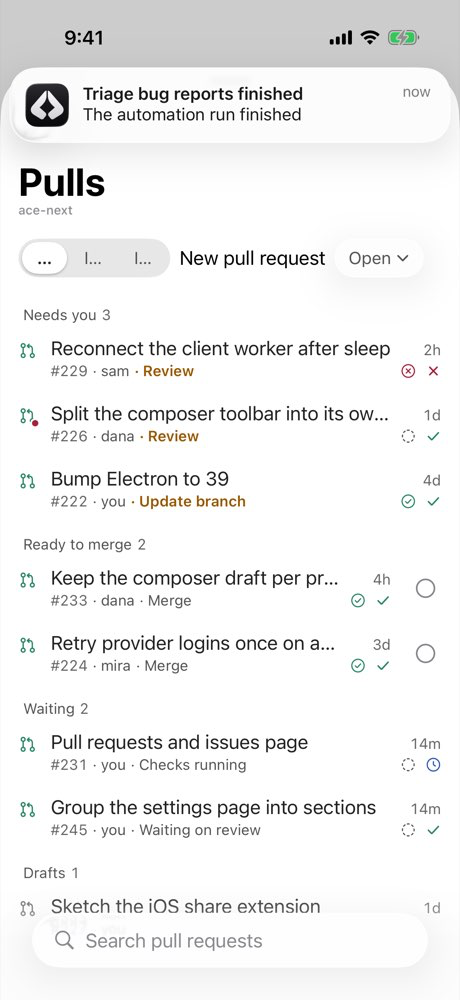 9:41
Triage bug reports finished
now
The automation run finished
Pulls
ace-next
...
I...
I...
New pull request
Open
Needs you 3
Reconnect the client worker after sleep
2h
#229 · sam · Review
Split the composer toolbar into its ow...
1d
#226 · dana · Review
Bump Electron to 39
4d
#222 · you · Update branch
Ready to merge 2
Keep the composer draft per pr...
4h
#233 · dana · Merge
Retry provider logins once on a...
3d
#224 · mira · Merge
Waiting 2
Pull requests and issues page
14m
#231 · you · Checks running
Group the settings page into sections
14m
#245 · you · Waiting on review
Drafts 1
Sketch the iOS share extension
1d
Search pull requests